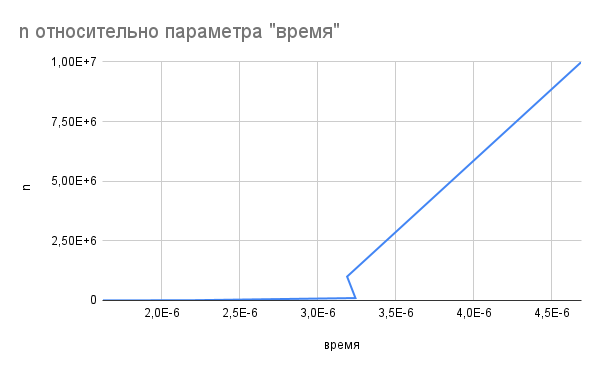 n относительно параметра "время"
1,00E+7
7,50E+6
5,00E+6
2,50E+6
0
n
2,0E-6 2,5E-6 3,0E-6 3,5E-6 4,0E-6 4,5E-6
время